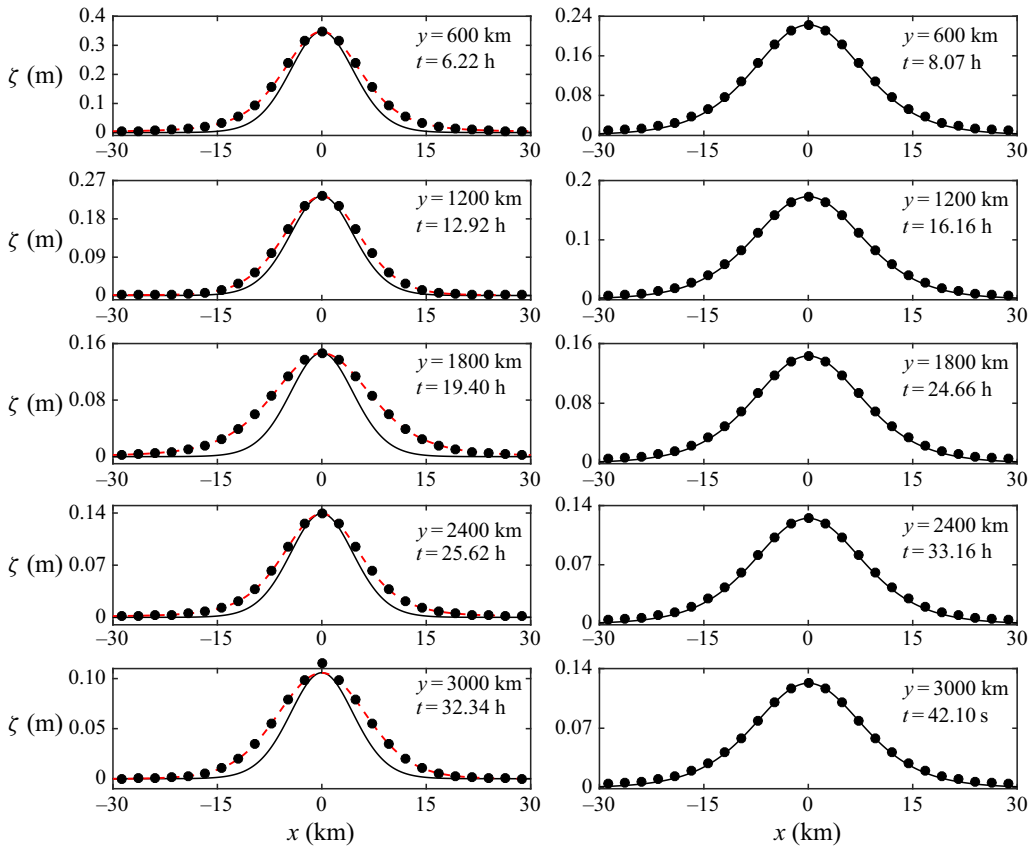 0.4
0.3
0.2
0.1
0
ζ (m)
y = 600 km
t = 6.22 h
–30 –15 0 15 30
0.24
0.16
0.08
0
y = 600 km
t = 8.07 h
–30 –15 0 15 30
0.27
0.18
0.09
0
ζ (m)
y = 1200 km
t = 12.92 h
–30 –15 0 15 30
0.2
0.1
0
y = 1200 km
t = 16.16 h
–30 –15 0 15 30
0.16
0.08
0
ζ (m)
y = 1800 km
t = 19.40 h
–30 –15 0 15 30
0.16
0.08
0
y = 1800 km
t = 24.66 h
–30 –15 0 15 30
0.14
0.07
0
ζ (m)
y = 2400 km
t = 25.62 h
–30 –15 0 15 30
0.14
0.07
0
y = 2400 km
t = 33.16 h
–30 –15 0 15 30
0.10
0.05
0
ζ (m)
y = 3000 km
t = 32.34 h
–30 –15 0 15 30
x (km)
0.14
0.07
0
y = 3000 km
t = 42.10 s
–30 –15 0 15 30
x (km)